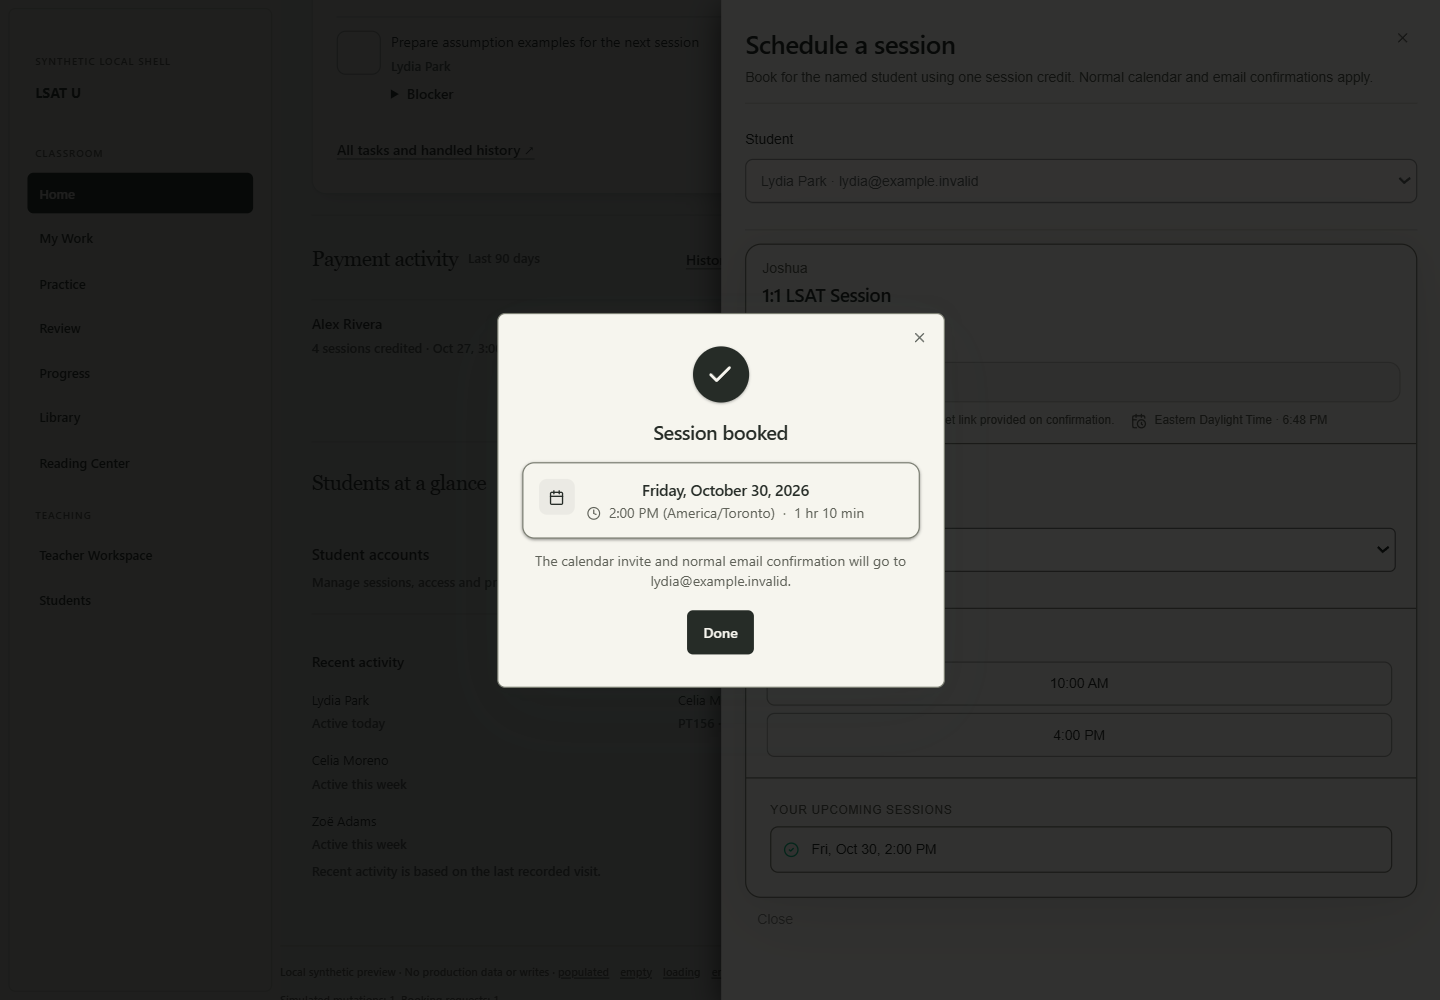 SYNTHETIC LOCAL SHELL
LSAT U
CLASSROOM
Home
My Work
Practice
Review
Progress
Library
Reading Center
TEACHING
Teacher Workspace
Students
Prepare assumption examples for the next session
Lydia Park
Blocker
All tasks and handled history ↗
Payment activity Last 90 days
Alex Rivera
4 sessions credited · Oct 27,
Students at a glance
Student accounts
Manage sessions, access and
Recent activity
Lydia Park
Active today
Celia Moreno
Active this week
Zoé Adams
Active this week
Recent activity is based on the last recorded visit.
Celia
PT156
Local synthetic preview · No production data or writes · populated empty loading
Schedule a session
Book for the named student using one session credit. Normal calendar and email confirmations apply.
Student
Lydia Park · lydia@example.invalid
Joshua
1:1 LSAT Session
link provided on confirmation. Eastern Daylight Time · 6:48 PM
10:00 AM
4:00 PM
YOUR UPCOMING SESSIONS
Fri, Oct 30, 2:00 PM
Close
Session booked
Friday, October 30, 2026
2:00 PM (America/Toronto) · 1 hr 10 min
The calendar invite and normal email confirmation will go to
lydia@example.invalid.
Done